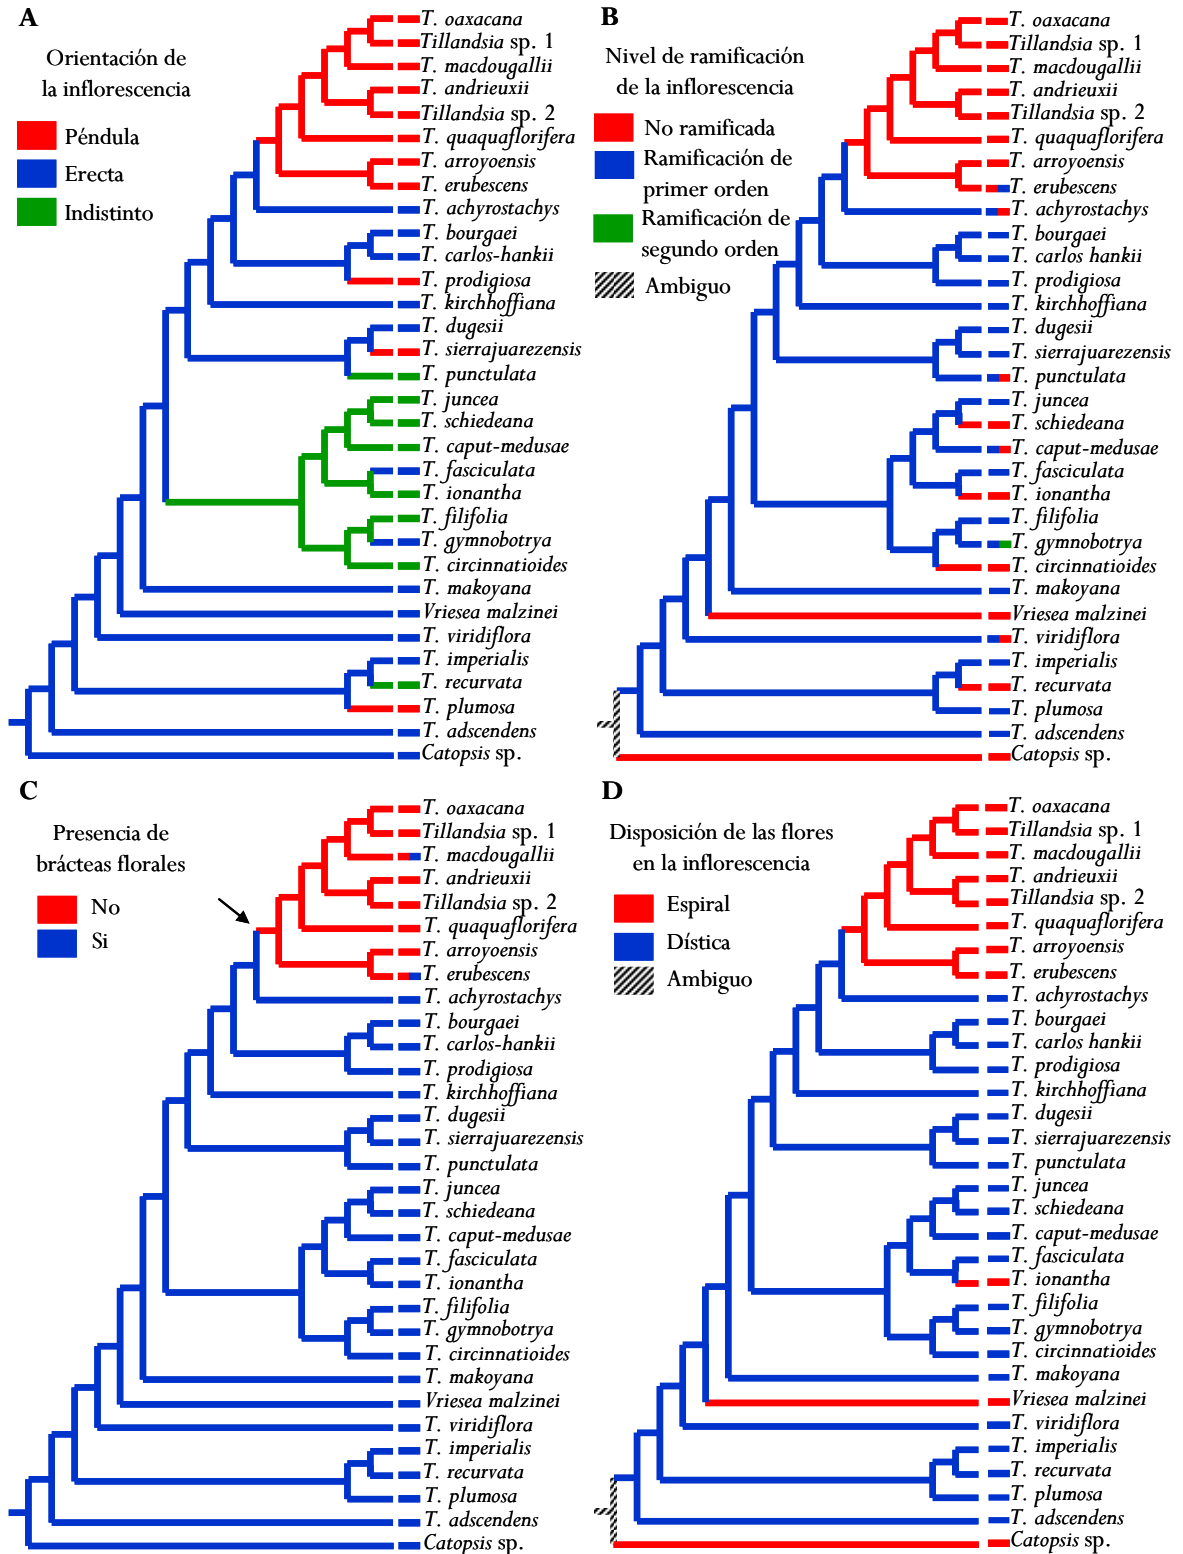 A
Orientación de
la inflorescencia
Péndula
Erecta
Indistinto
T. oaxacana
Tillandsia sp. 1
T. macdougallii
T. andrieuxii
Tillandsia sp. 2
T. quaquaflorifera
T. arroyoensis
T. erubescens
T. achyrostachys
T. bourgaei
T. carlos-hankii
T. prodigiosa
T. kirchhoffiana
T. dugesii
T. sierrajuarezensis
T. punctulata
T. juncea
T. schiedeana
T. caput-medusae
T. fasciculata
T. ionantha
T. filifolia
T. gymnobotrya
T. circinnatioides
T. makoyana
Vriesea malzinei
T. viridiflora
T. imperialis
T. recurvata
T. plumosa
T. adscendens
Catopsis sp.
B
Nivel de ramificación
de la inflorescencia
No ramificada
Ramificación de
primer orden
Ramificación de
segundo orden
Ambiguo
T. oaxacana
Tillandsia sp. 1
T. macdougallii
T. andrieuxii
Tillandsia sp. 2
T. quaquaflorifera
T. arroyoensis
T. erubescens
T. achyrostachys
T. bourgaei
T. carlos hankii
T. prodigiosa
T. kirchhoffiana
T. dugesii
T. sierrajuarezensis
T. punctulata
T. juncea
T. schiedeana
T. caput-medusae
T. fasciculata
T. ionantha
T. filifolia
T. gymnobotrya
T. circinnatioides
T. makoyana
Vriesea malzinei
T. viridiflora
T. imperialis
T. recurvata
T. plumosa
T. adscendens
Catopsis sp.
C
Presencia de
brácteas florales
No
Si
T. oaxacana
Tillandsia sp. 1
T. macdougallii
T. andrieuxii
Tillandsia sp. 2
T. quaquaflorifera
T. arroyoensis
T. erubescens
T. achyrostachys
T. bourgaei
T. carlos-hankii
T. prodigiosa
T. kirchhoffiana
T. dugesii
T. sierrajuarezensis
T. punctulata
T. juncea
T. schiedeana
T. caput-medusae
T. fasciculata
T. ionantha
T. filifolia
T. gymnobotrya
T. circinnatioides
T. makoyana
Vriesea malzinei
T. viridiflora
T. imperialis
T. recurvata
T. plumosa
T. adscendens
Catopsis sp.
D
Disposición de las flores
en la inflorescencia
Espiral
Dística
Ambiguo
T. oaxacana
Tillandsia sp. 1
T. macdougallii
T. andrieuxii
Tillandsia sp. 2
T. quaquaflorifera
T. arroyoensis
T. erubescens
T. achyrostachys
T. bourgaei
T. carlos hankii
T. prodigiosa
T. kirchhoffiana
T. dugesii
T. sierrajuarezensis
T. punctulata
T. juncea
T. schiedeana
T. caput-medusae
T. fasciculata
T. ionantha
T. filifolia
T. gymnobotrya
T. circinnatioides
T. makoyana
Vriesea malzinei
T. viridiflora
T. imperialis
T. recurvata
T. plumosa
T. adscendens
Catopsis sp.